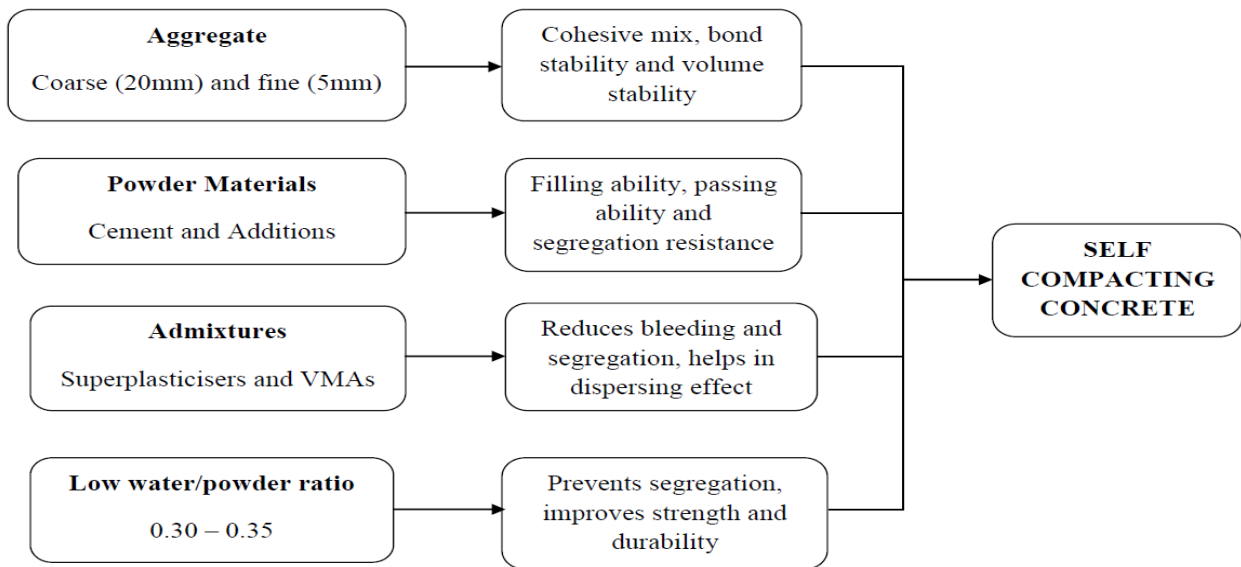 Aggregate
Coarse (20mm) and fine (5mm)
Cohesive mix, bond
stability and volume
stability
Powder Materials
Cement and Additions
Filling ability, passing
ability and
segregation resistance
SELF
COMPACTING
CONCRETE
Admixtures
Superplasticisers and VMAs
Reduces bleeding and
segregation, helps in
dispersing effect
Low water/powder ratio
0.30 – 0.35
Prevents segregation,
improves strength and
durability